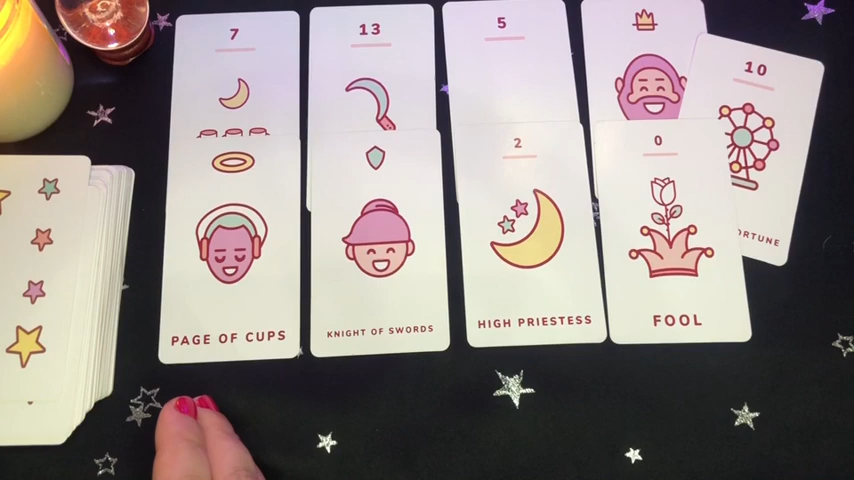 7
13
5
10
ORTUNE
2
0
PAGE OF CUPS
KNIGHT OF SWORDS
HIGH PRIESTESS
FOOL